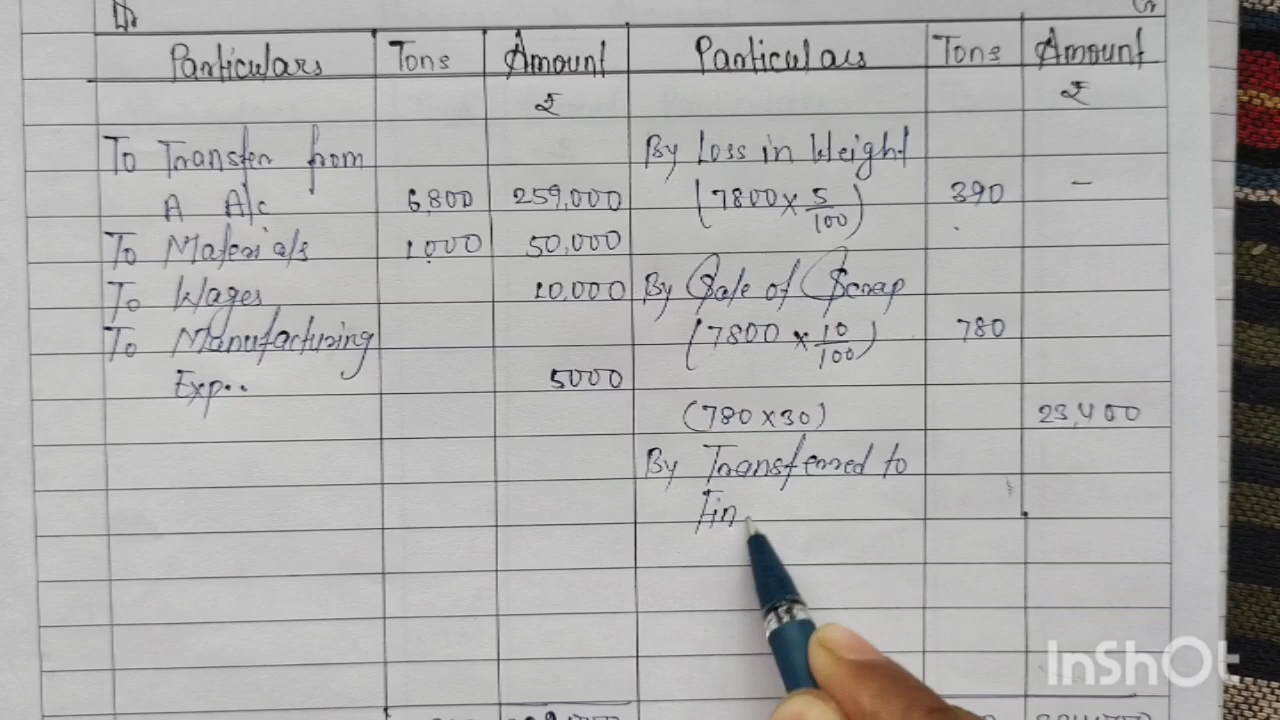 Dr Cr
Particulars Tons Amount Particulars Tons Amount
₹ ₹
To Transfer from By Loss in Weight
A A/c 6,800 259,000 (7800 × 5/100) 390 -
To Materials 1,000 50,000
To Wages 10,000 By Sale of Scrap
To Manufacturing (7800 × 10/100) 780
Exp.. 5000
(780 × 30) 23,400
By Transferred to
Fin
InShOt